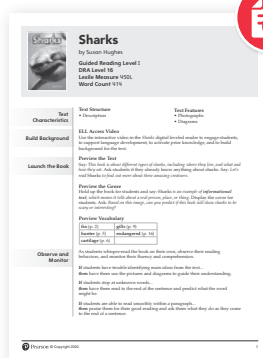 Sharks
Sharks
by Susan Hughes
Guided Reading Level I
DRA Level 16
Lexile Measure 450L
Word Count 414
Text Characteristics
Text Structure
• Description
Text Features
• Photographs
• Diagrams
Build Background
ELL Access Video
Use the interactive video in the Sharks digital leveled reader to engage students,
to support language development, to activate prior knowledge, and to build
background for the text.
Launch the Book
Preview the Text
Say: This book is about different types of sharks, including where they live, and what and
how they eat. Ask students if they already know anything about sharks. Say: Let's
read Sharks to find out more about these amazing creatures.
Preview the Genre
Hold up the book for students and say: Sharks is an example of informational
text, which means it tells about a real person, place, or thing. Display the cover for
students. Ask: Based on this image, can you predict if this book will show sharks to be
scary or interesting?
Preview Vocabulary
fin (p. 2)
gills (p. 9)
hunter (p. 5)
endangered (p. 16)
cartilage (p. 6)
Observe and Monitor
As students whisper-read the book on their own, observe their reading
behaviors, and monitor their fluency and comprehension.
If students have trouble identifying main ideas from the text...
then have them use the pictures and diagrams to guide their understanding.
If students stop at unknown words...
then have them read to the end of the sentence and predict what the word
might be.
If students are able to read smoothly within a paragraph...
then praise them for their good reading and ask them what they do as they come
to the end of a sentence.
Pearson © Copyright 2020.
1